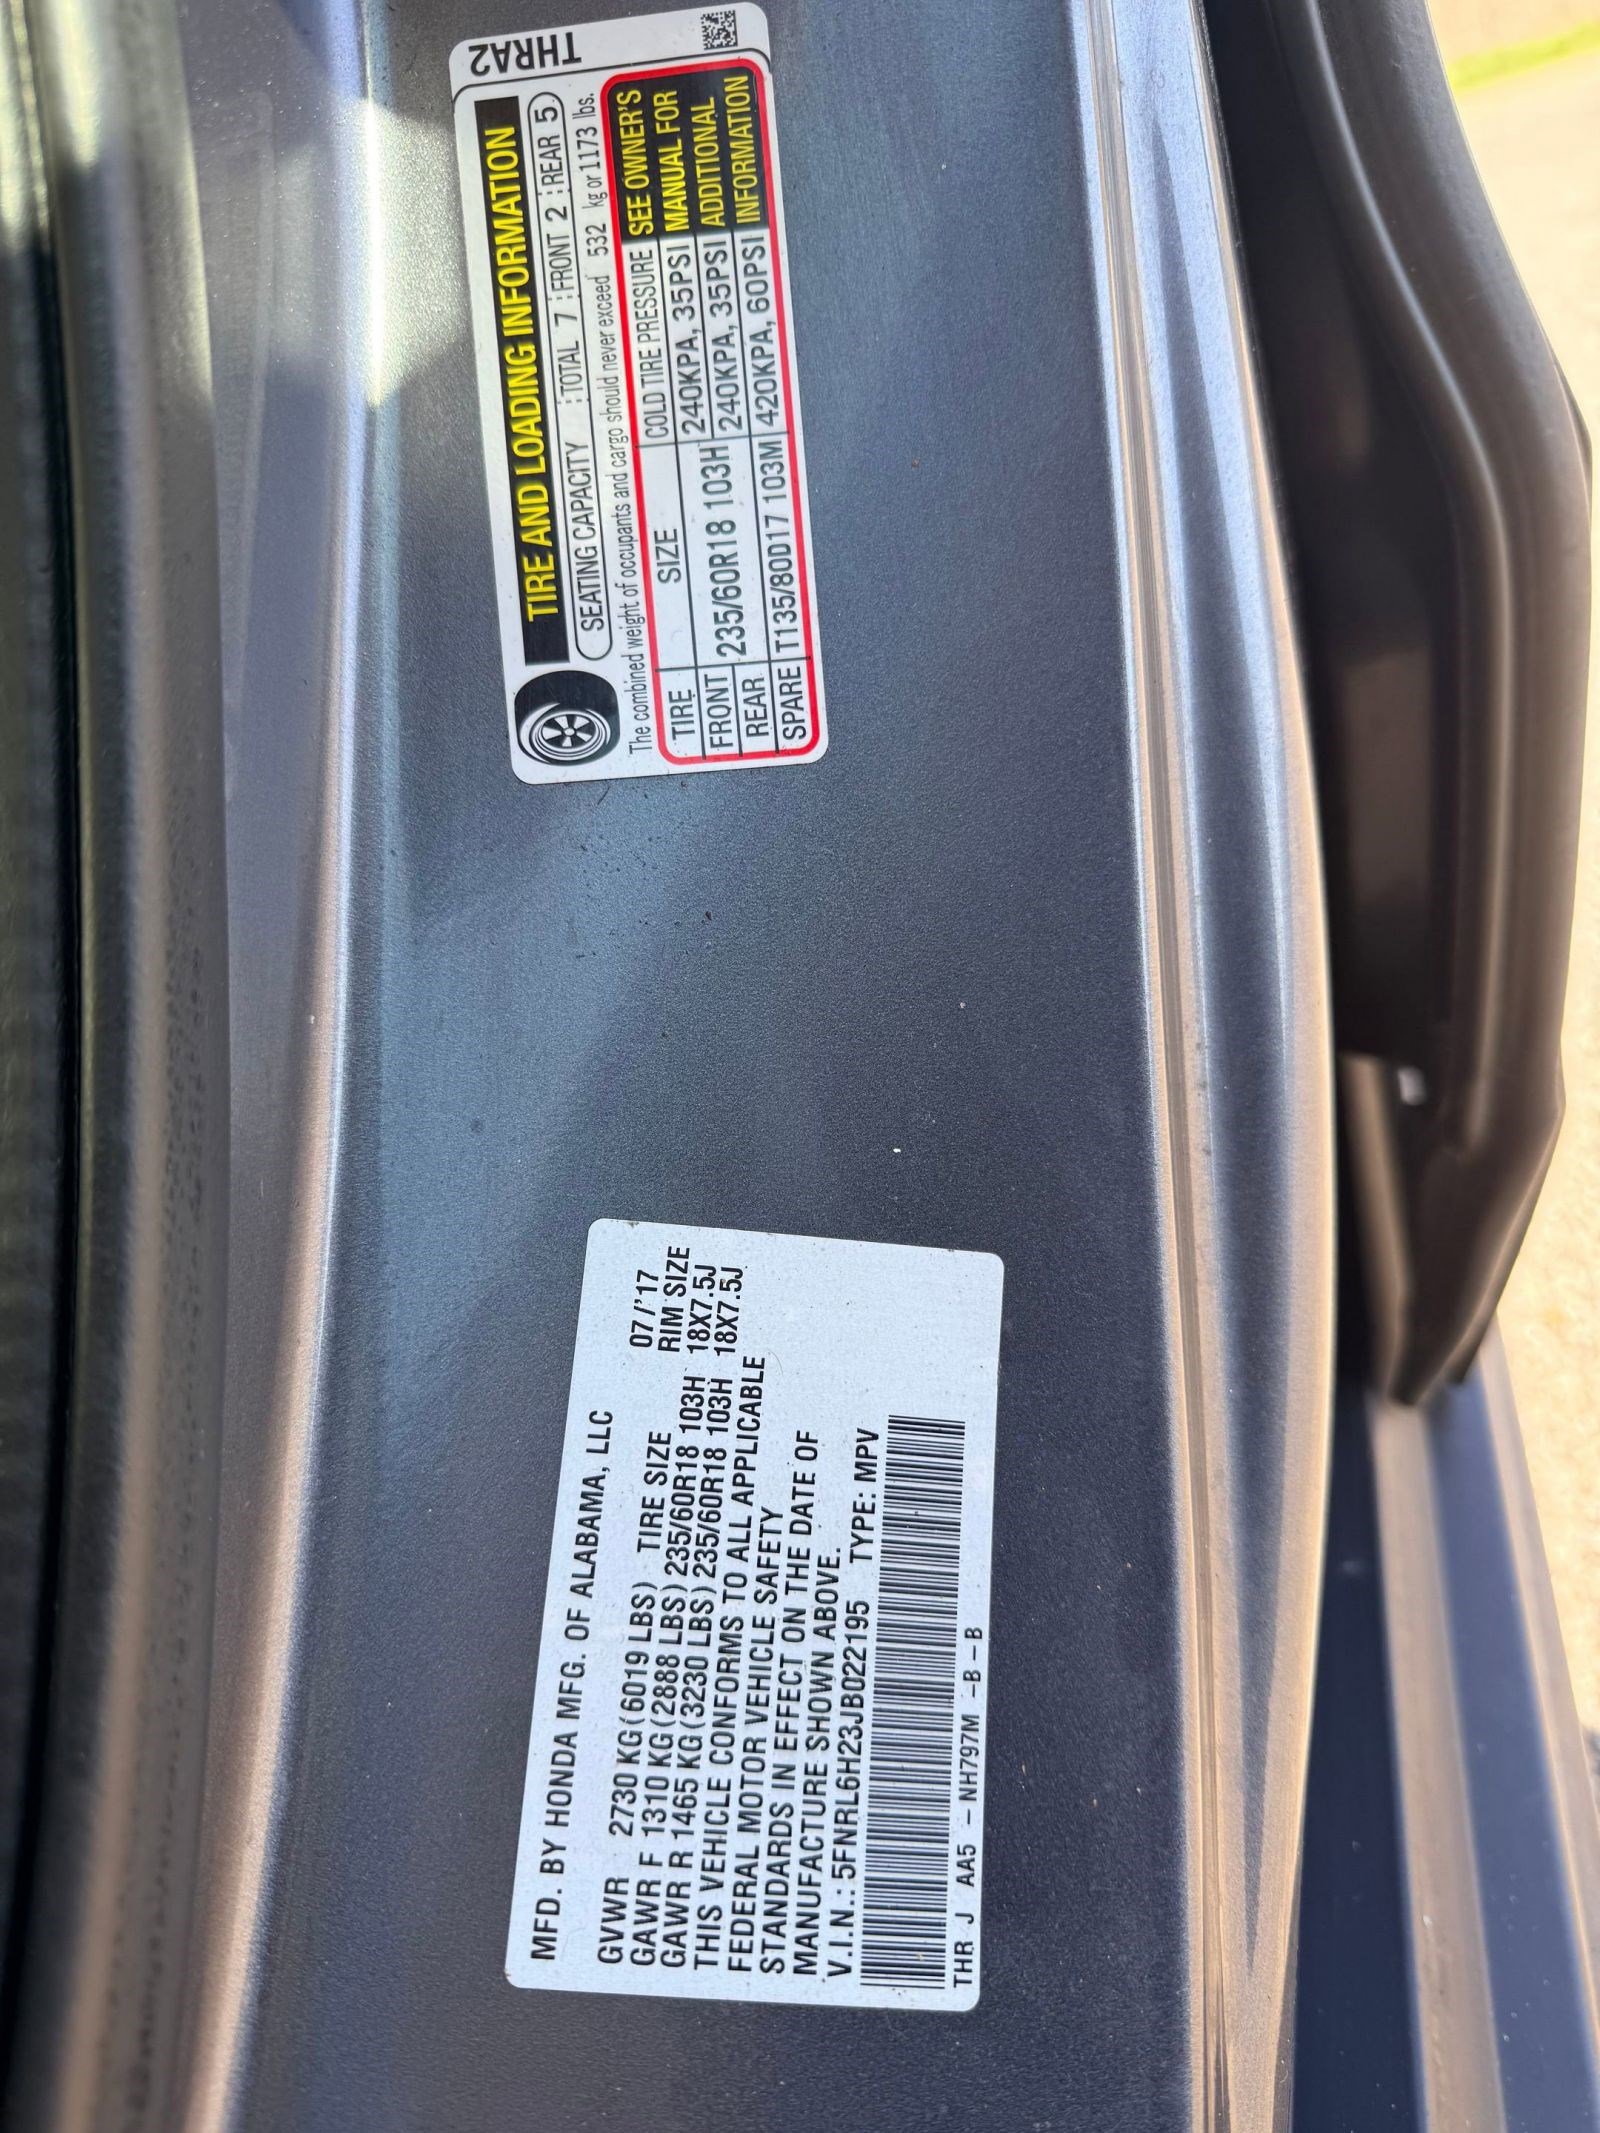 THRA2
TIRE AND LOADING INFORMATION
SEATING CAPACITY TOTAL 7 FRONT 2 REAR 5
The combined weight of occupants and cargo should never exceed 532 kg or 1173 lbs.
TIRE SIZE COLD TIRE PRESSURE
FRONT 235/60R18 103H 240KPA, 35PSI
REAR 240KPA, 35PSI
SPARE T135/80D17 103M 420KPA, 60PSI
SEE OWNER'S
MANUAL FOR
ADDITIONAL
INFORMATION
MFD. BY HONDA MFG. OF ALABAMA, LLC 07/'17
GVWR 2730 KG(6019 LBS) TIRE SIZE RIM SIZE
GAWR F 1310 KG(2888 LBS) 235/60R18 103H 18X7.5J
GAWR R 1465 KG(3230 LBS) 235/60R18 103H 18X7.5J
THIS VEHICLE CONFORMS TO ALL APPLICABLE
FEDERAL MOTOR VEHICLE SAFETY
STANDARDS IN EFFECT ON THE DATE OF
MANUFACTURE SHOWN ABOVE.
V.I.N.: 5FNRL6H23JB022195 TYPE: MPV
THR J AA5 - NH797M -B-B